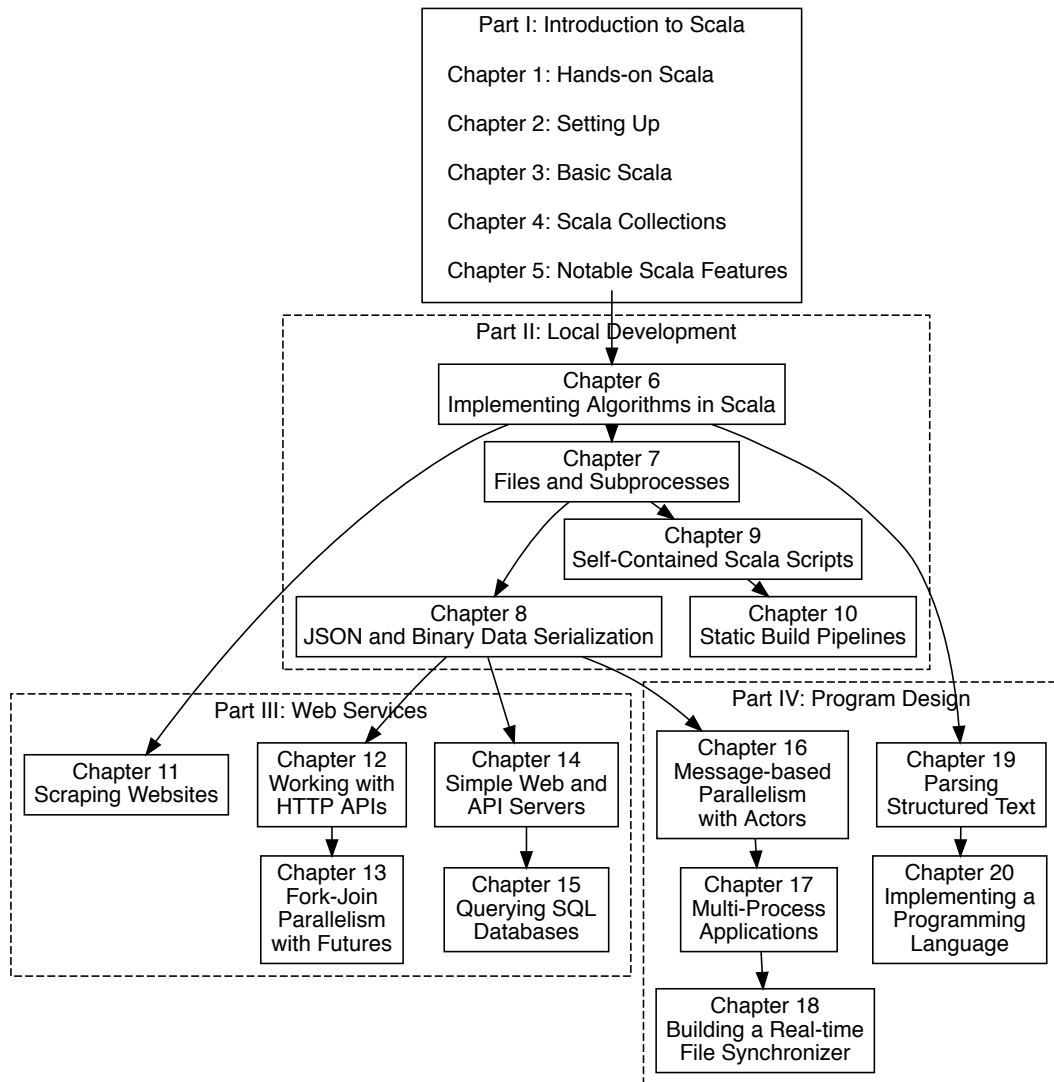 Part I: Introduction to Scala
Chapter 1: Hands-on Scala
Chapter 2: Setting Up
Chapter 3: Basic Scala
Chapter 4: Scala Collections
Chapter 5: Notable Scala Features
Part II: Local Development
Chapter 6
Implementing Algorithms in Scala
Chapter 7
Files and Subprocesses
Chapter 9
Self-Contained Scala Scripts
Chapter 8
JSON and Binary Data Serialization
Chapter 10
Static Build Pipelines
Part III: Web Services
Chapter 11
Scraping Websites
Chapter 12
Working with
HTTP APIs
Chapter 14
Simple Web and
API Servers
Chapter 13
Fork-Join
Parallelism
with Futures
Chapter 15
Querying SQL
Databases
Part IV: Program Design
Chapter 16
Message-based
Parallelism
with Actors
Chapter 19
Parsing
Structured Text
Chapter 17
Multi-Process
Applications
Chapter 20
Implementing a
Programming
Language
Chapter 18
Building a Real-time
File Synchronizer